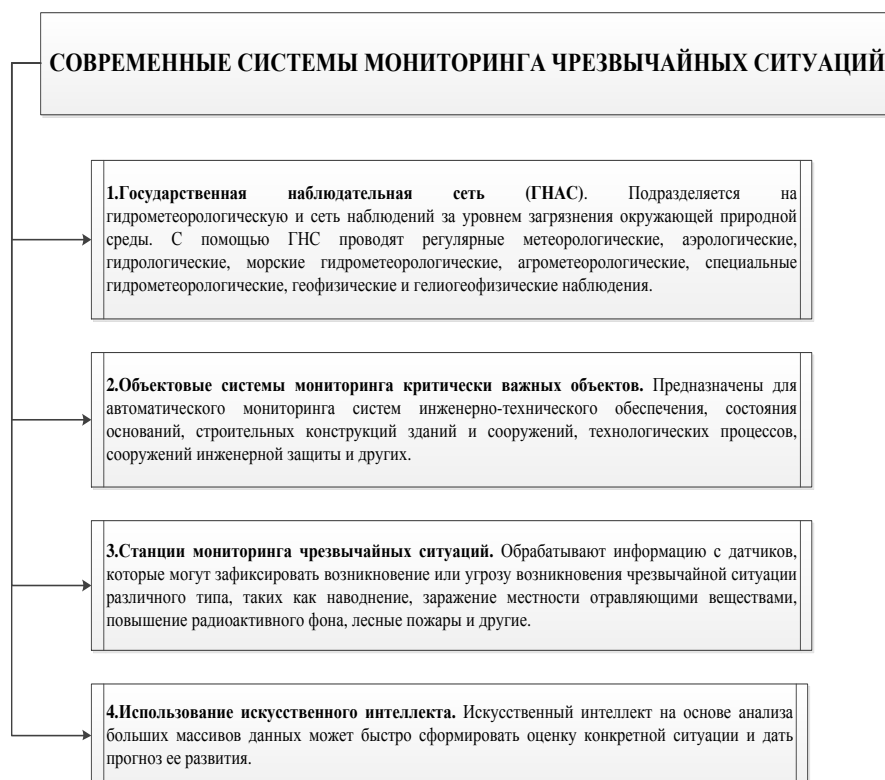 СОВРЕМЕННЫЕ СИСТЕМЫ МОНИТОРИНГА ЧРЕЗВЫЧАЙНЫХ СИТУАЦИЙ
1.Государственная наблюдательная сеть (ГНАС). Подразделяется на
гидрометеорологическую и сеть наблюдений за уровнем загрязнения окружающей природной
среды. С помощью ГНС проводят регулярные метеорологические, аэрологические,
гидрологические, морские гидрометеорологические, агрометеорологические, специальные
гидрометеорологические, геофизические и гелиогеофизические наблюдения.
2.Объектовые системы мониторинга критически важных объектов. Предназначены для
автоматического мониторинга систем инженерно-технического обеспечения, состояния
оснований, строительных конструкций зданий и сооружений, технологических процессов,
сооружений инженерной защиты и других.
3.Станции мониторинга чрезвычайных ситуаций. Обрабатывают информацию с датчиков,
которые могут зафиксировать возникновение или угрозу возникновения чрезвычайной ситуации
различного типа, таких как наводнение, заражение местности отравляющими веществами,
повышение радиоактивного фона, лесные пожары и другие.
4.Использование искусственного интеллекта. Искусственный интеллект на основе анализа
больших массивов данных может быстро сформировать оценку конкретной ситуации и дать
прогноз ее развития.